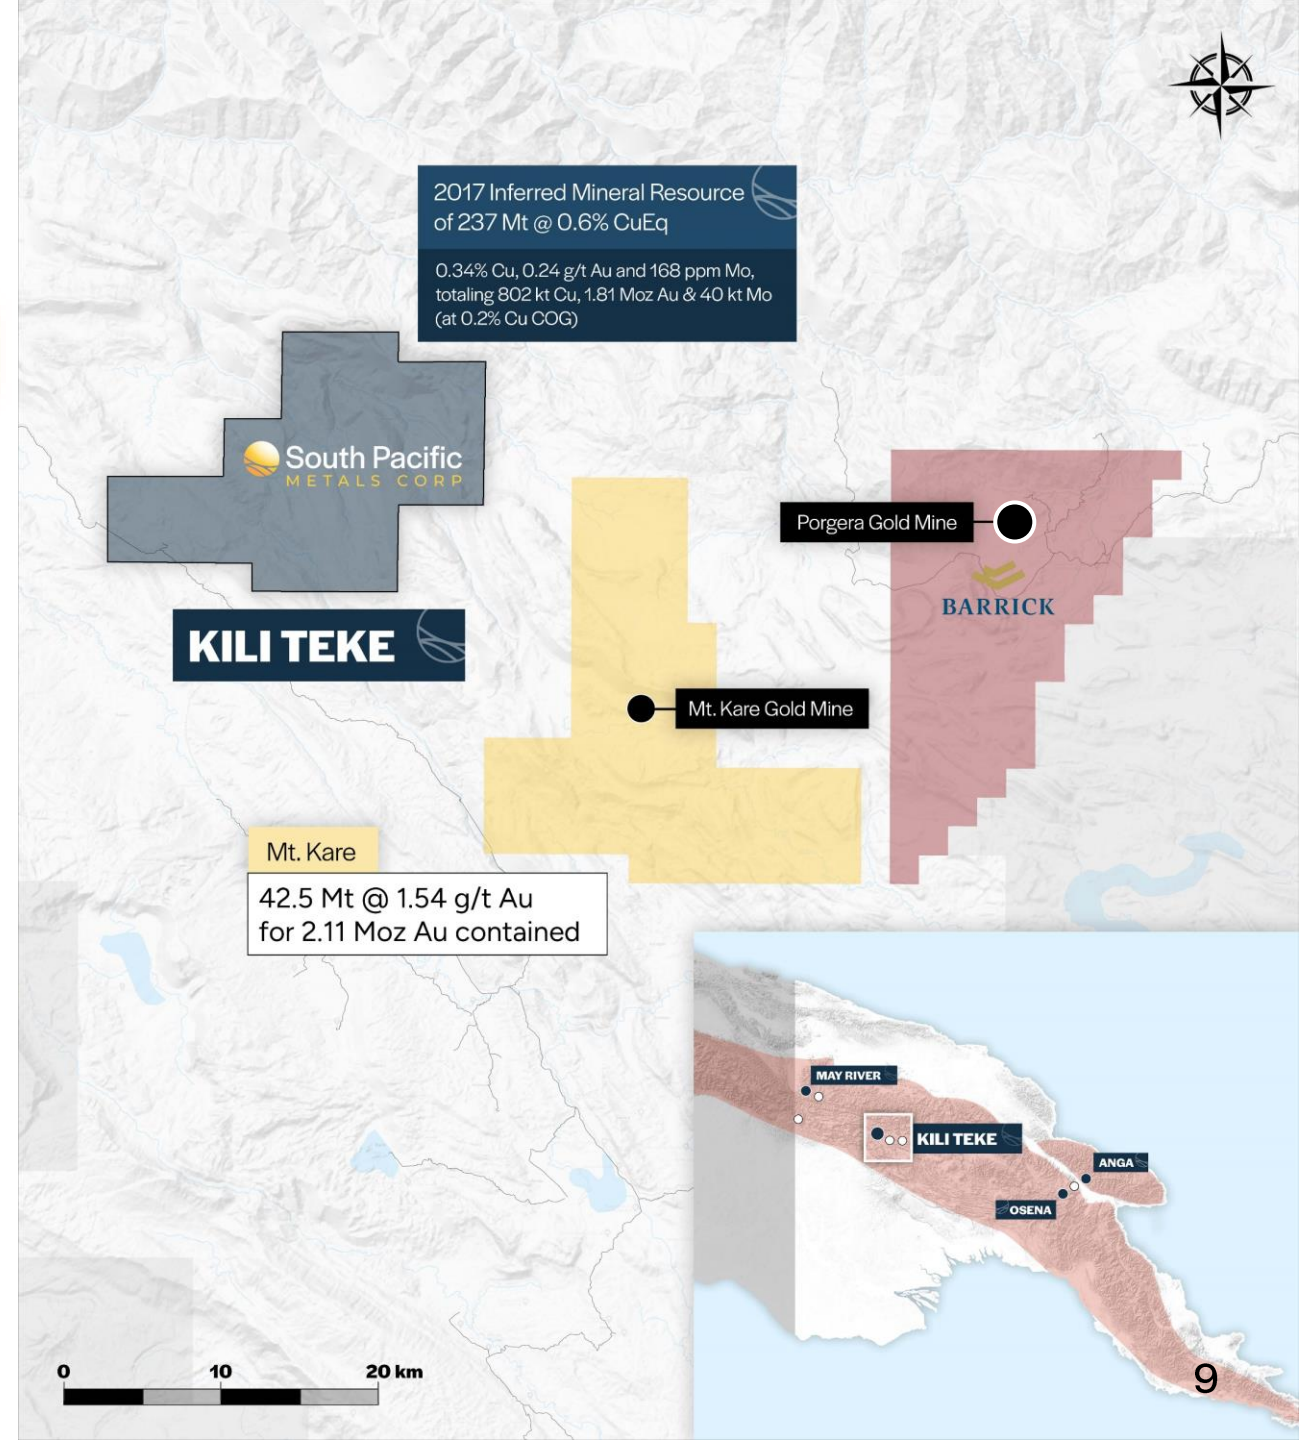 2017 Inferred Mineral Resource
of 237 Mt @ 0.6% CuEq
0.34% Cu, 0.24 g/t Au and 168 ppm Mo,
totaling 802 kt Cu, 1.81 Moz Au & 40 kt Mo
(at 0.2% Cu COG)
South Pacific
METALS CORP
KILI TEKE
Porgera Gold Mine
BARRICK
Mt. Kare Gold Mine
Mt. Kare
42.5 Mt @ 1.54 g/t Au
for 2.11 Moz Au contained
MAY RIVER
KILI TEKE
ANGA
OSENA
0 10 20 km
9